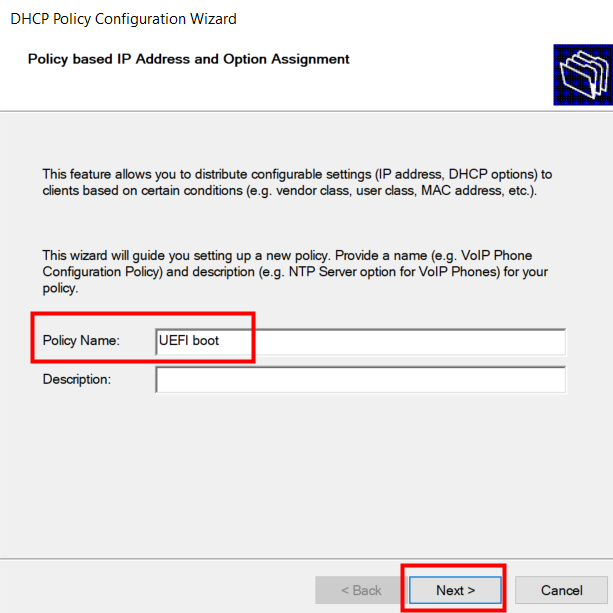 DHCP Policy Configuration Wizard
Policy based IP Address and Option Assignment
This feature allows you to distribute configurable settings (IP address, DHCP options) to
clients based on certain conditions (e.g. vendor class, user class, MAC address, etc.).
This wizard will guide you setting up a new policy. Provide a name (e.g. VoIP Phone
Configuration Policy) and description (e.g. NTP Server option for VoIP Phones) for your
policy.
Policy Name: UEFI boot
Description:
< Back Next > Cancel